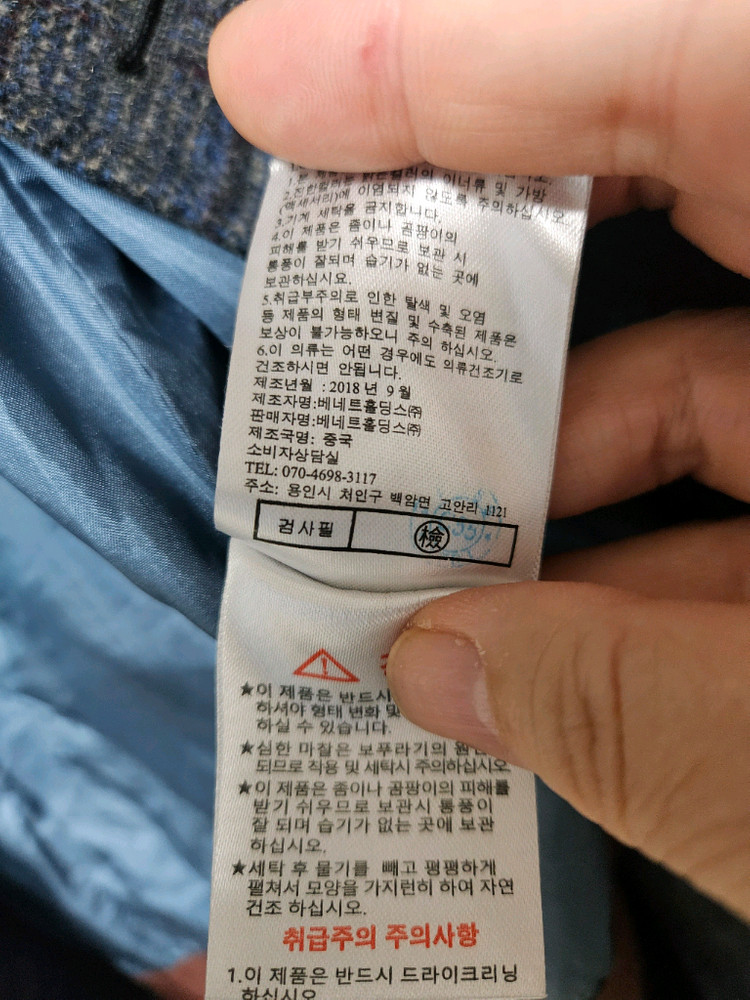 2.진한컬러는 밝은컬러의 이너류 및 가방
(액세서리)에 이염되지 않도록 주의하십시오.
3.기계 세탁을 금지합니다.
4.이 제품은 좀이나 곰팡이의
피해를 받기 쉬우므로 보관 시
통풍이 잘되며 습기가 없는 곳에
보관하십시요.
5.취급부주의로 인한 탈색 및 오염
등 제품의 형태 변질 및 수축된 제품은
보상이 불가능하오니 주의 하십시오.
6.이 의류는 어떤 경우에도 의류건조기로
건조하시면 안됩니다.
제조년월 : 2018 년 9 월
제조자명:베네트홀딩스㈜
판매자명:베네트홀딩스㈜
제조국명: 중국
소비자상담실
TEL: 070-4698-3117
주소: 용인시 처인구 백암면 고안리 1121
검사필 檢
★이 제품은 반드시
하셔야 형태 변화 및
하실 수 있습니다.
★심한 마찰은 보푸라기의 원인
되므로 착용 및 세탁시 주의하십시오
★이 제품은 좀이나 곰팡이의 피해를
받기 쉬우므로 보관시 통풍이
잘 되며 습기가 없는 곳에 보관
하십시오.
★세탁 후 물기를 빼고 평평하게
펼쳐서 모양을 가지런히 하여 자연
건조 하십시오.
취급주의 주의사항
1.이 제품은 반드시 드라이크리닝
하십시오